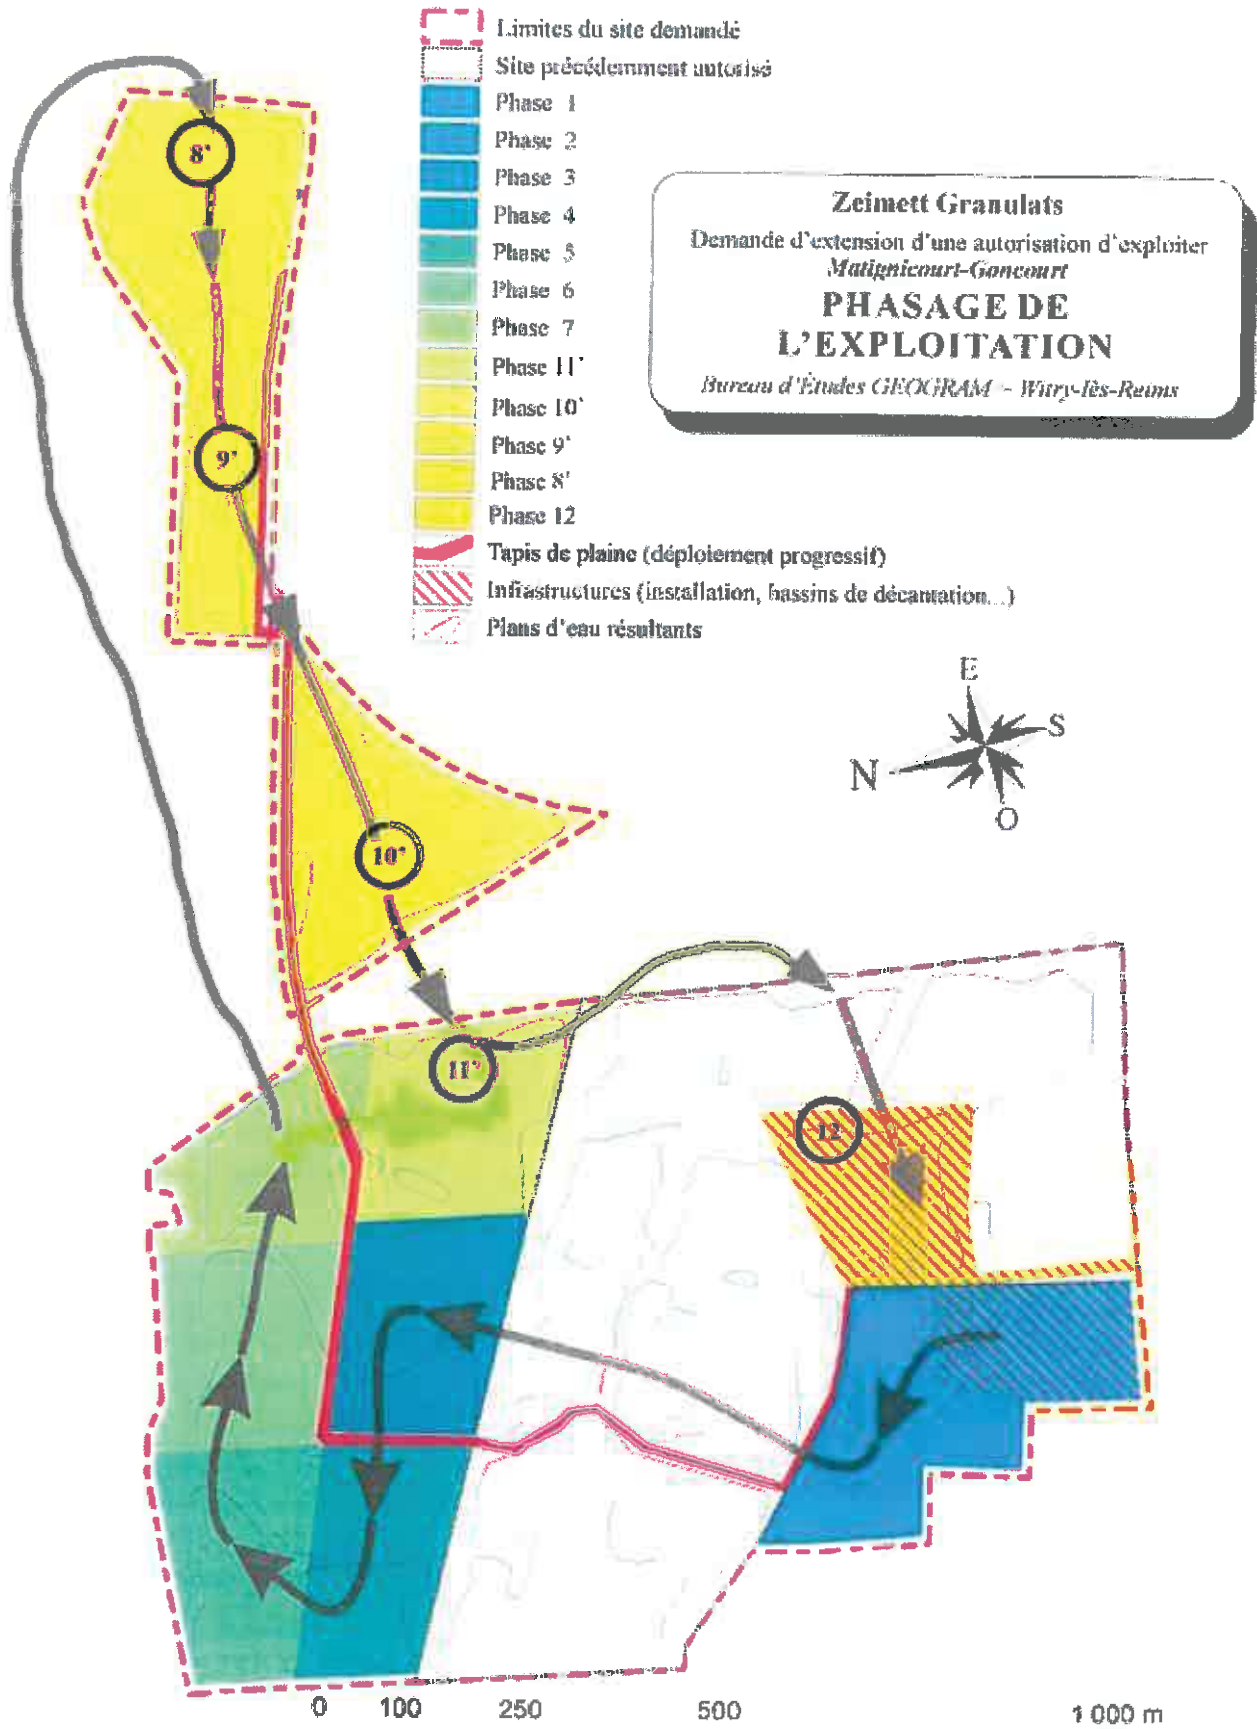 Limites du site demandé
Site précédemment autorisé
Phase 1
Phase 2
Phase 3
Phase 4
Phase 5
Phase 6
Phase 7
Phase 11'
Phase 10'
Phase 9'
Phase 8'
Phase 12
Tapis de plaine (déploiement progressif)
Infrastructures (installation, bassins de décantation...)
Plans d'eau résultants
Zeimett Granulats
Demande d'extension d'une autorisation d'exploiter
Matignicourt-Goncourt
PHASAGE DE
L'EXPLOITATION
Bureau d'Études GEOGRAM - Witry-lès-Reims
8'
9'
10'
11'
12
E
S
N
O
0 100 250 500 1 000 m